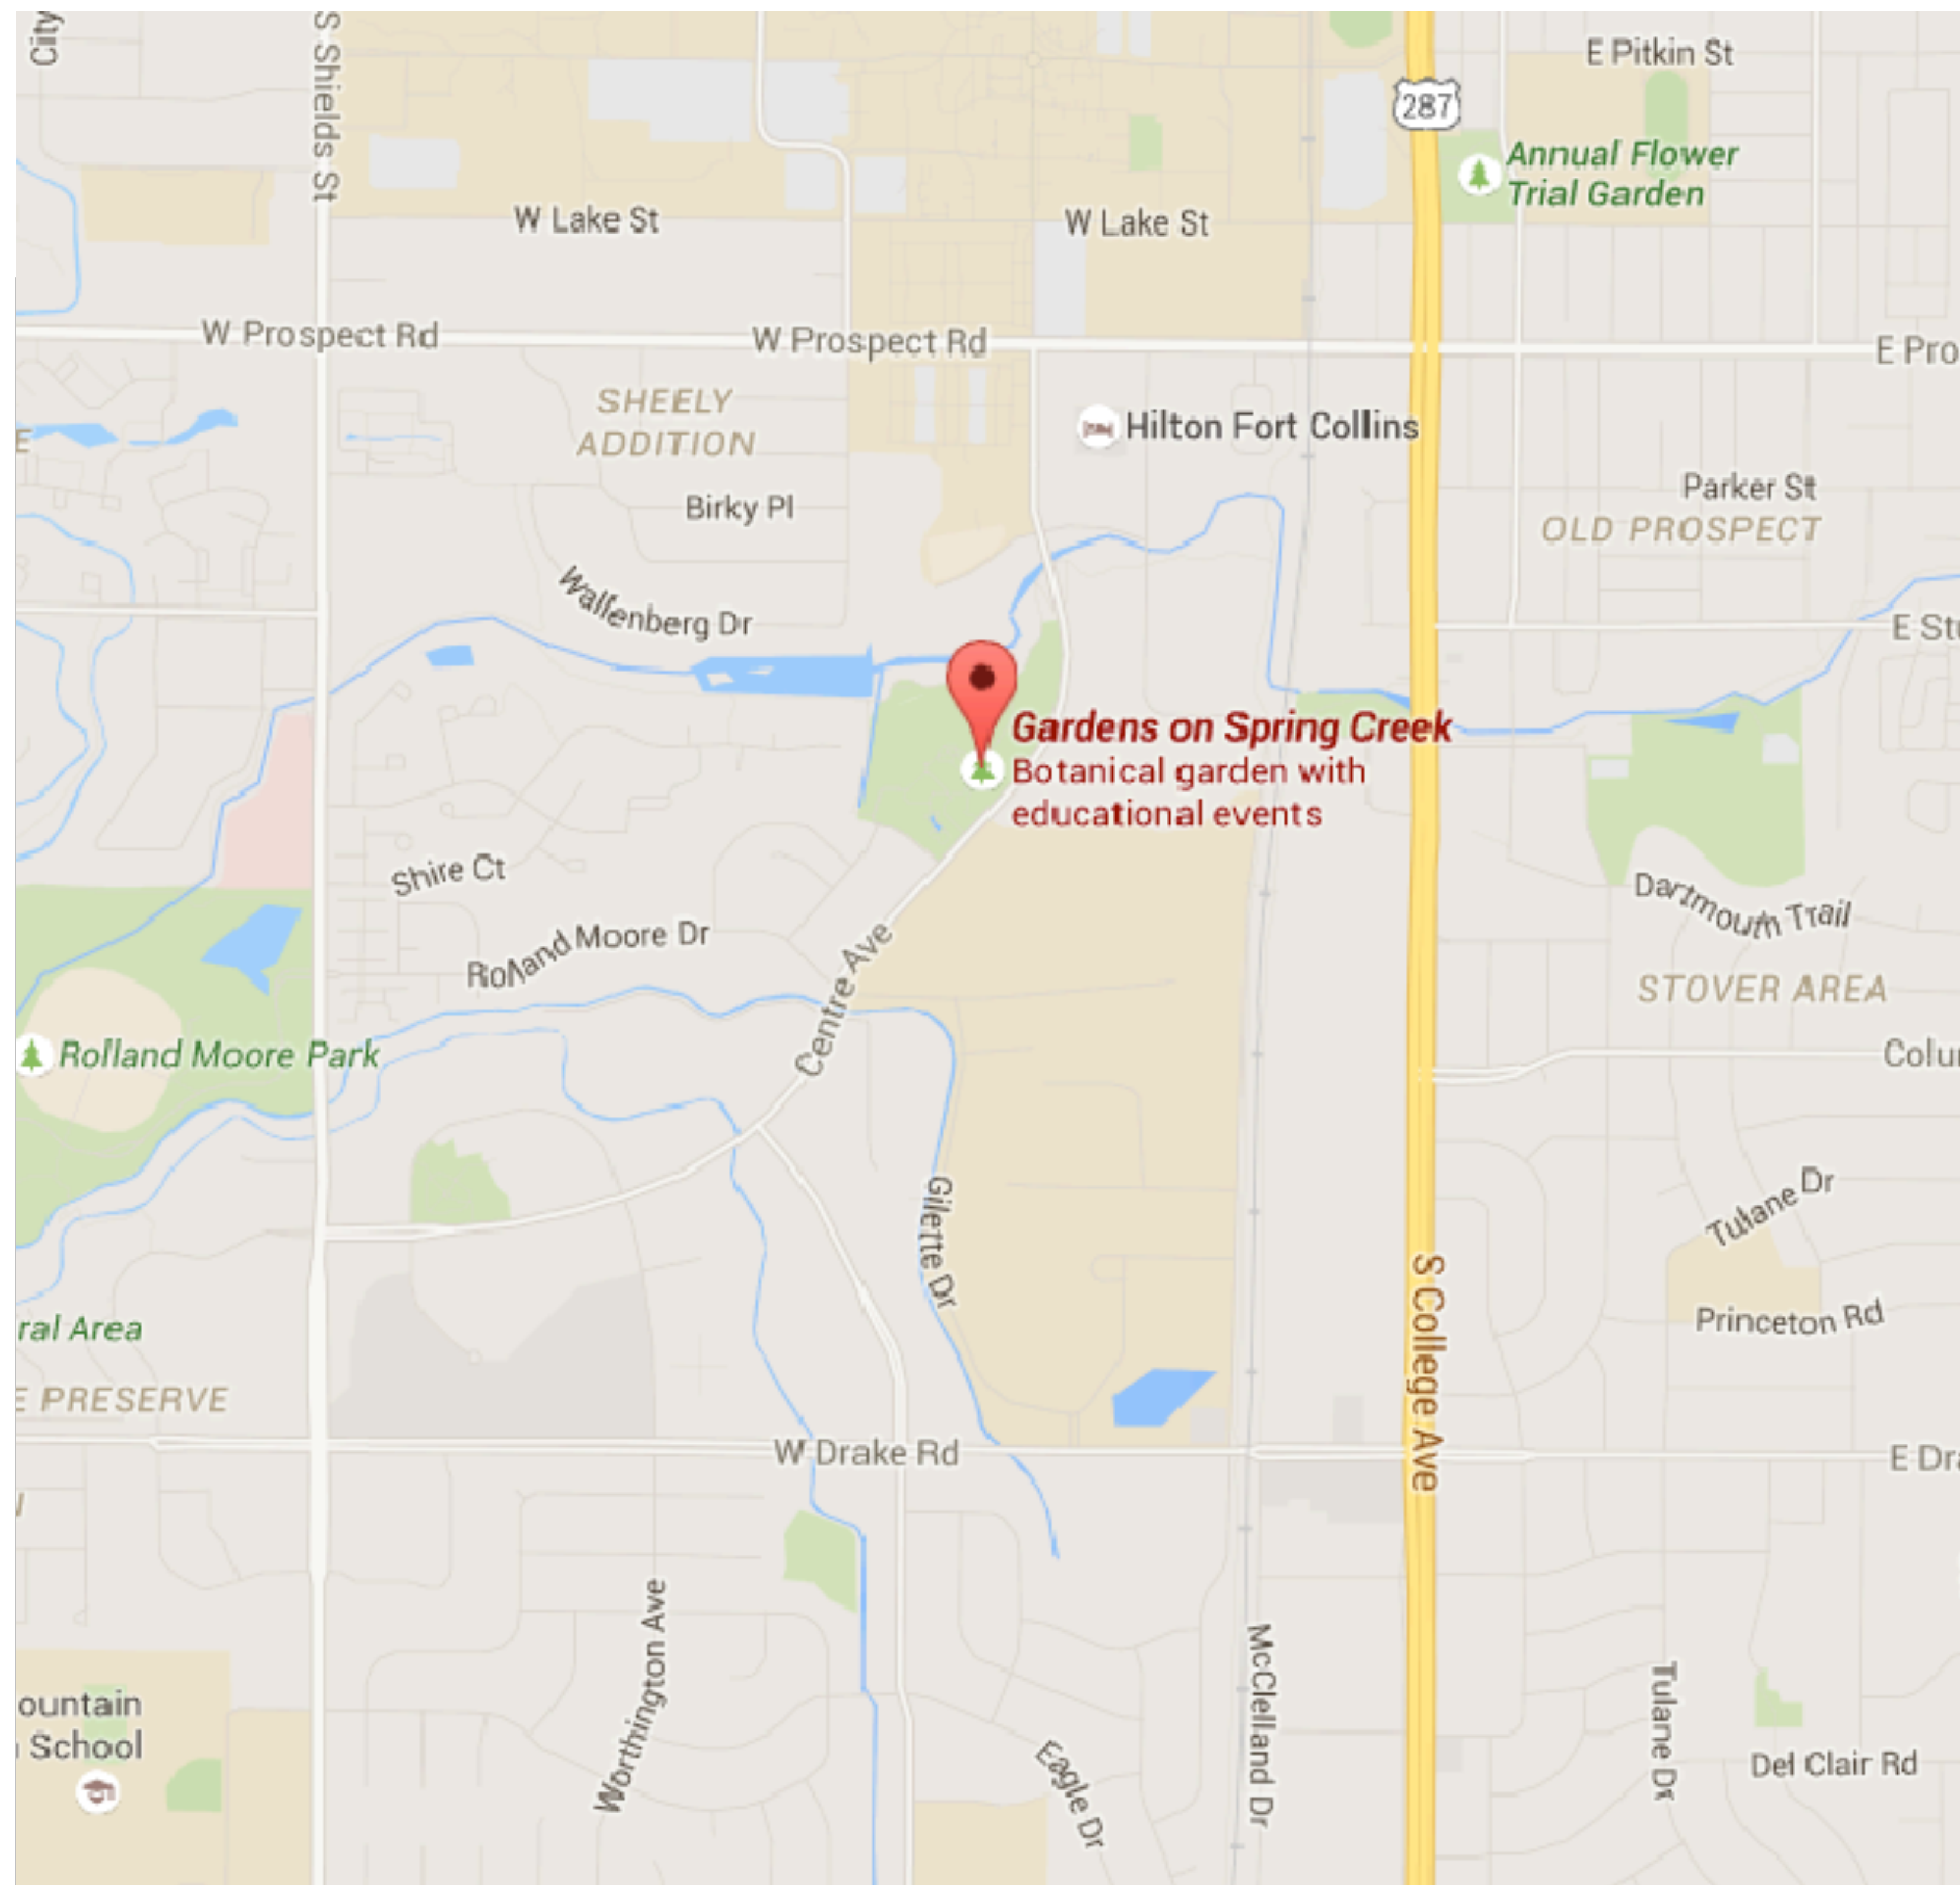 City
S Shields St
E Pitkin St
287
Annual Flower
Trial Garden
W Lake St
W Lake St
W Prospect Rd
W Prospect Rd
E Pro
SHEELY
ADDITION
E
Hilton Fort Collins
Birky Pl
Parker St
OLD PROSPECT
Wallenberg Dr
E Stu
Gardens on Spring Creek
Botanical garden with
educational events
Shire Ct
Dartmouth Trail
Rolland Moore Dr
Centre Ave
STOVER AREA
Rolland Moore Park
Colu
Gilette Dr
Tulane Dr
S College Ave
ral Area
Princeton Rd
E PRESERVE
W Drake Rd
E Dra
Worthington Ave
McClelland Dr
Tulane Dr
ountain
School
Eagle Dr
Del Clair Rd